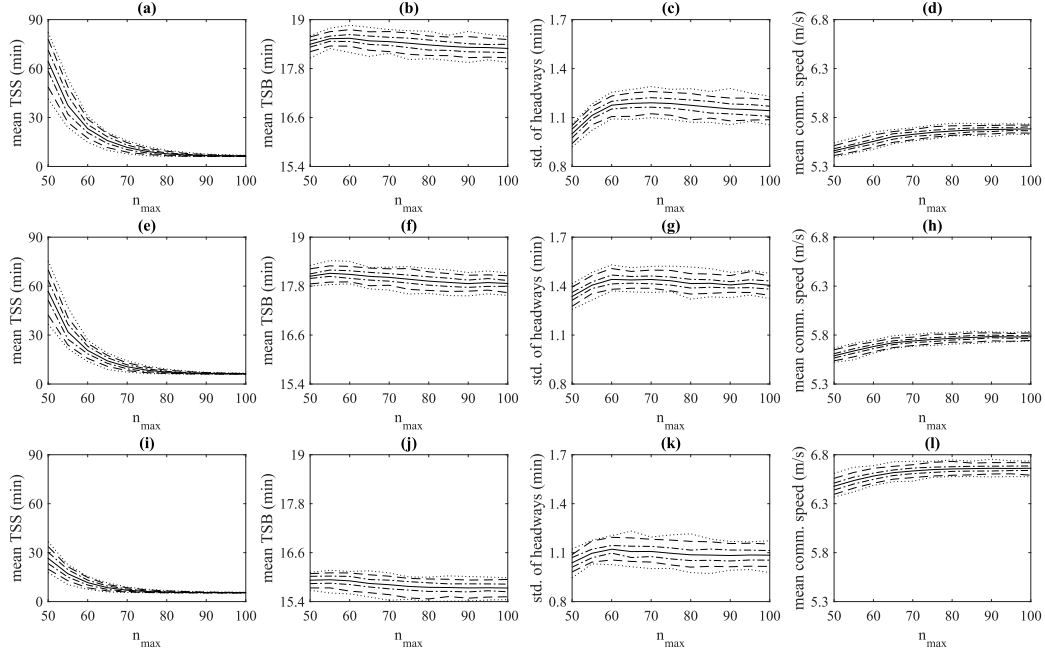 (a)
mean TSS (min)
90
60
30
0
50 60 70 80 90 100
n_max
(b)
mean TSB (min)
19
17.8
16.6
15.4
50 60 70 80 90 100
n_max
(c)
std. of headways (min)
1.7
1.4
1.1
0.8
50 60 70 80 90 100
n_max
(d)
mean comm. speed (m/s)
6.8
6.3
5.8
5.3
50 60 70 80 90 100
n_max
(e)
mean TSS (min)
90
60
30
0
50 60 70 80 90 100
n_max
(f)
mean TSB (min)
19
17.8
16.6
15.4
50 60 70 80 90 100
n_max
(g)
std. of headways (min)
1.7
1.4
1.1
0.8
50 60 70 80 90 100
n_max
(h)
mean comm. speed (m/s)
6.8
6.3
5.8
5.3
50 60 70 80 90 100
n_max
(i)
mean TSS (min)
90
60
30
0
50 60 70 80 90 100
n_max
(j)
mean TSB (min)
19
17.8
16.6
15.4
50 60 70 80 90 100
n_max
(k)
std. of headways (min)
1.7
1.4
1.1
0.8
50 60 70 80 90 100
n_max
(l)
mean comm. speed (m/s)
6.8
6.3
5.8
5.3
50 60 70 80 90 100
n_max